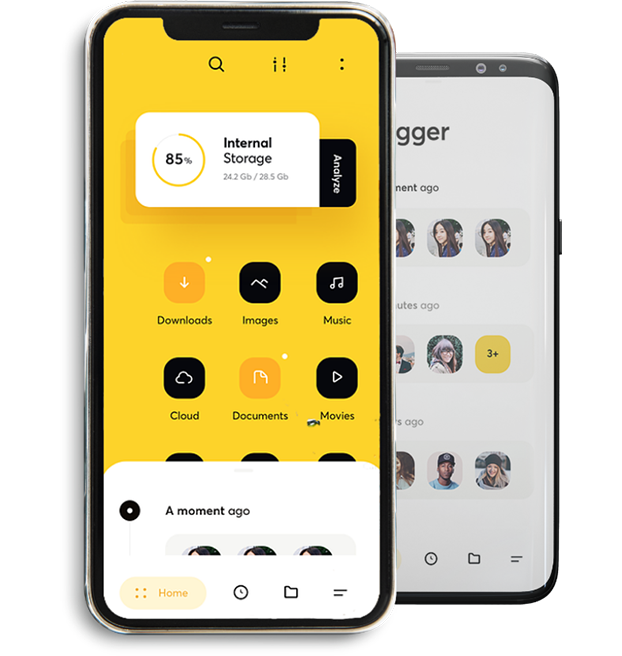 85%
Internal
Storage
24.2 Gb / 28.5 Gb
Analyze
Downloads
Images
Music
Cloud
Documents
Movies
A moment ago
Home
gger
ment ago
utes ago
3+
s ago